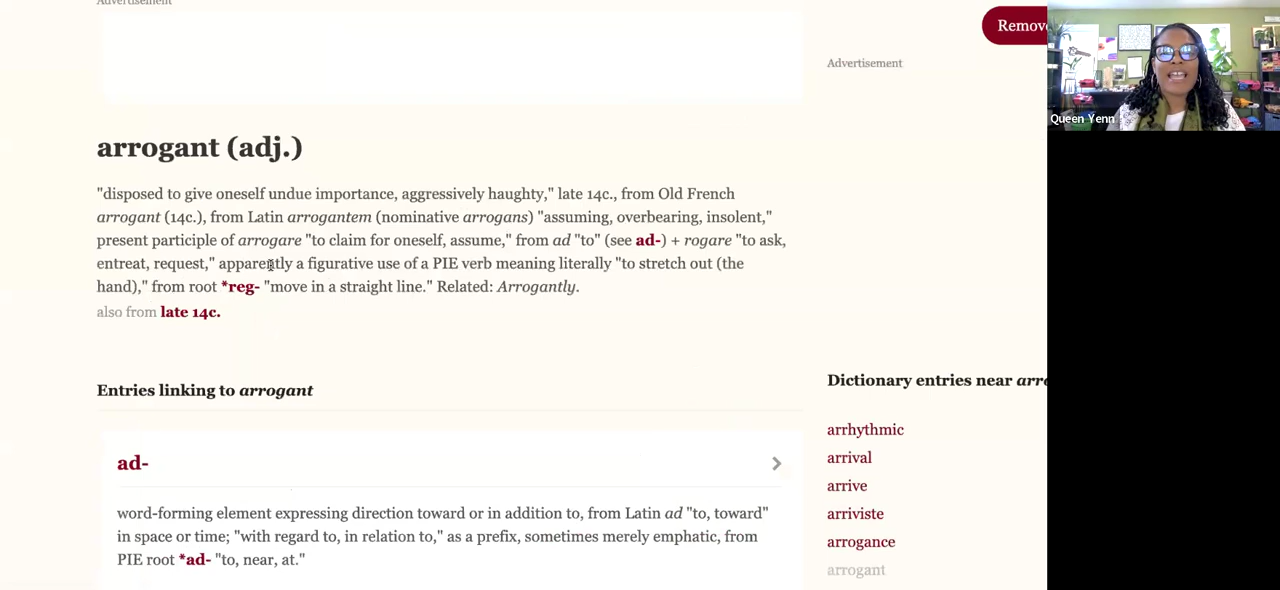 Advertisement
Remove
Advertisement
Queen Yenn
arrogant (adj.)
"disposed to give oneself undue importance, aggressively haughty," late 14c., from Old French
arrogant (14c.), from Latin arrogantem (nominative arrogans) "assuming, overbearing, insolent,"
present participle of arrogare "to claim for oneself, assume," from ad "to" (see ad-) + rogare "to ask,
entreat, request," apparently a figurative use of a PIE verb meaning literally "to stretch out (the
hand)," from root *reg- "move in a straight line." Related: Arrogantly.
also from late 14c.
Entries linking to arrogant
ad-
word-forming element expressing direction toward or in addition to, from Latin ad "to, toward"
in space or time; "with regard to, in relation to," as a prefix, sometimes merely emphatic, from
PIE root *ad- "to, near, at."
Dictionary entries near arro
arrhythmic
arrival
arrive
arriviste
arrogance
arrogant